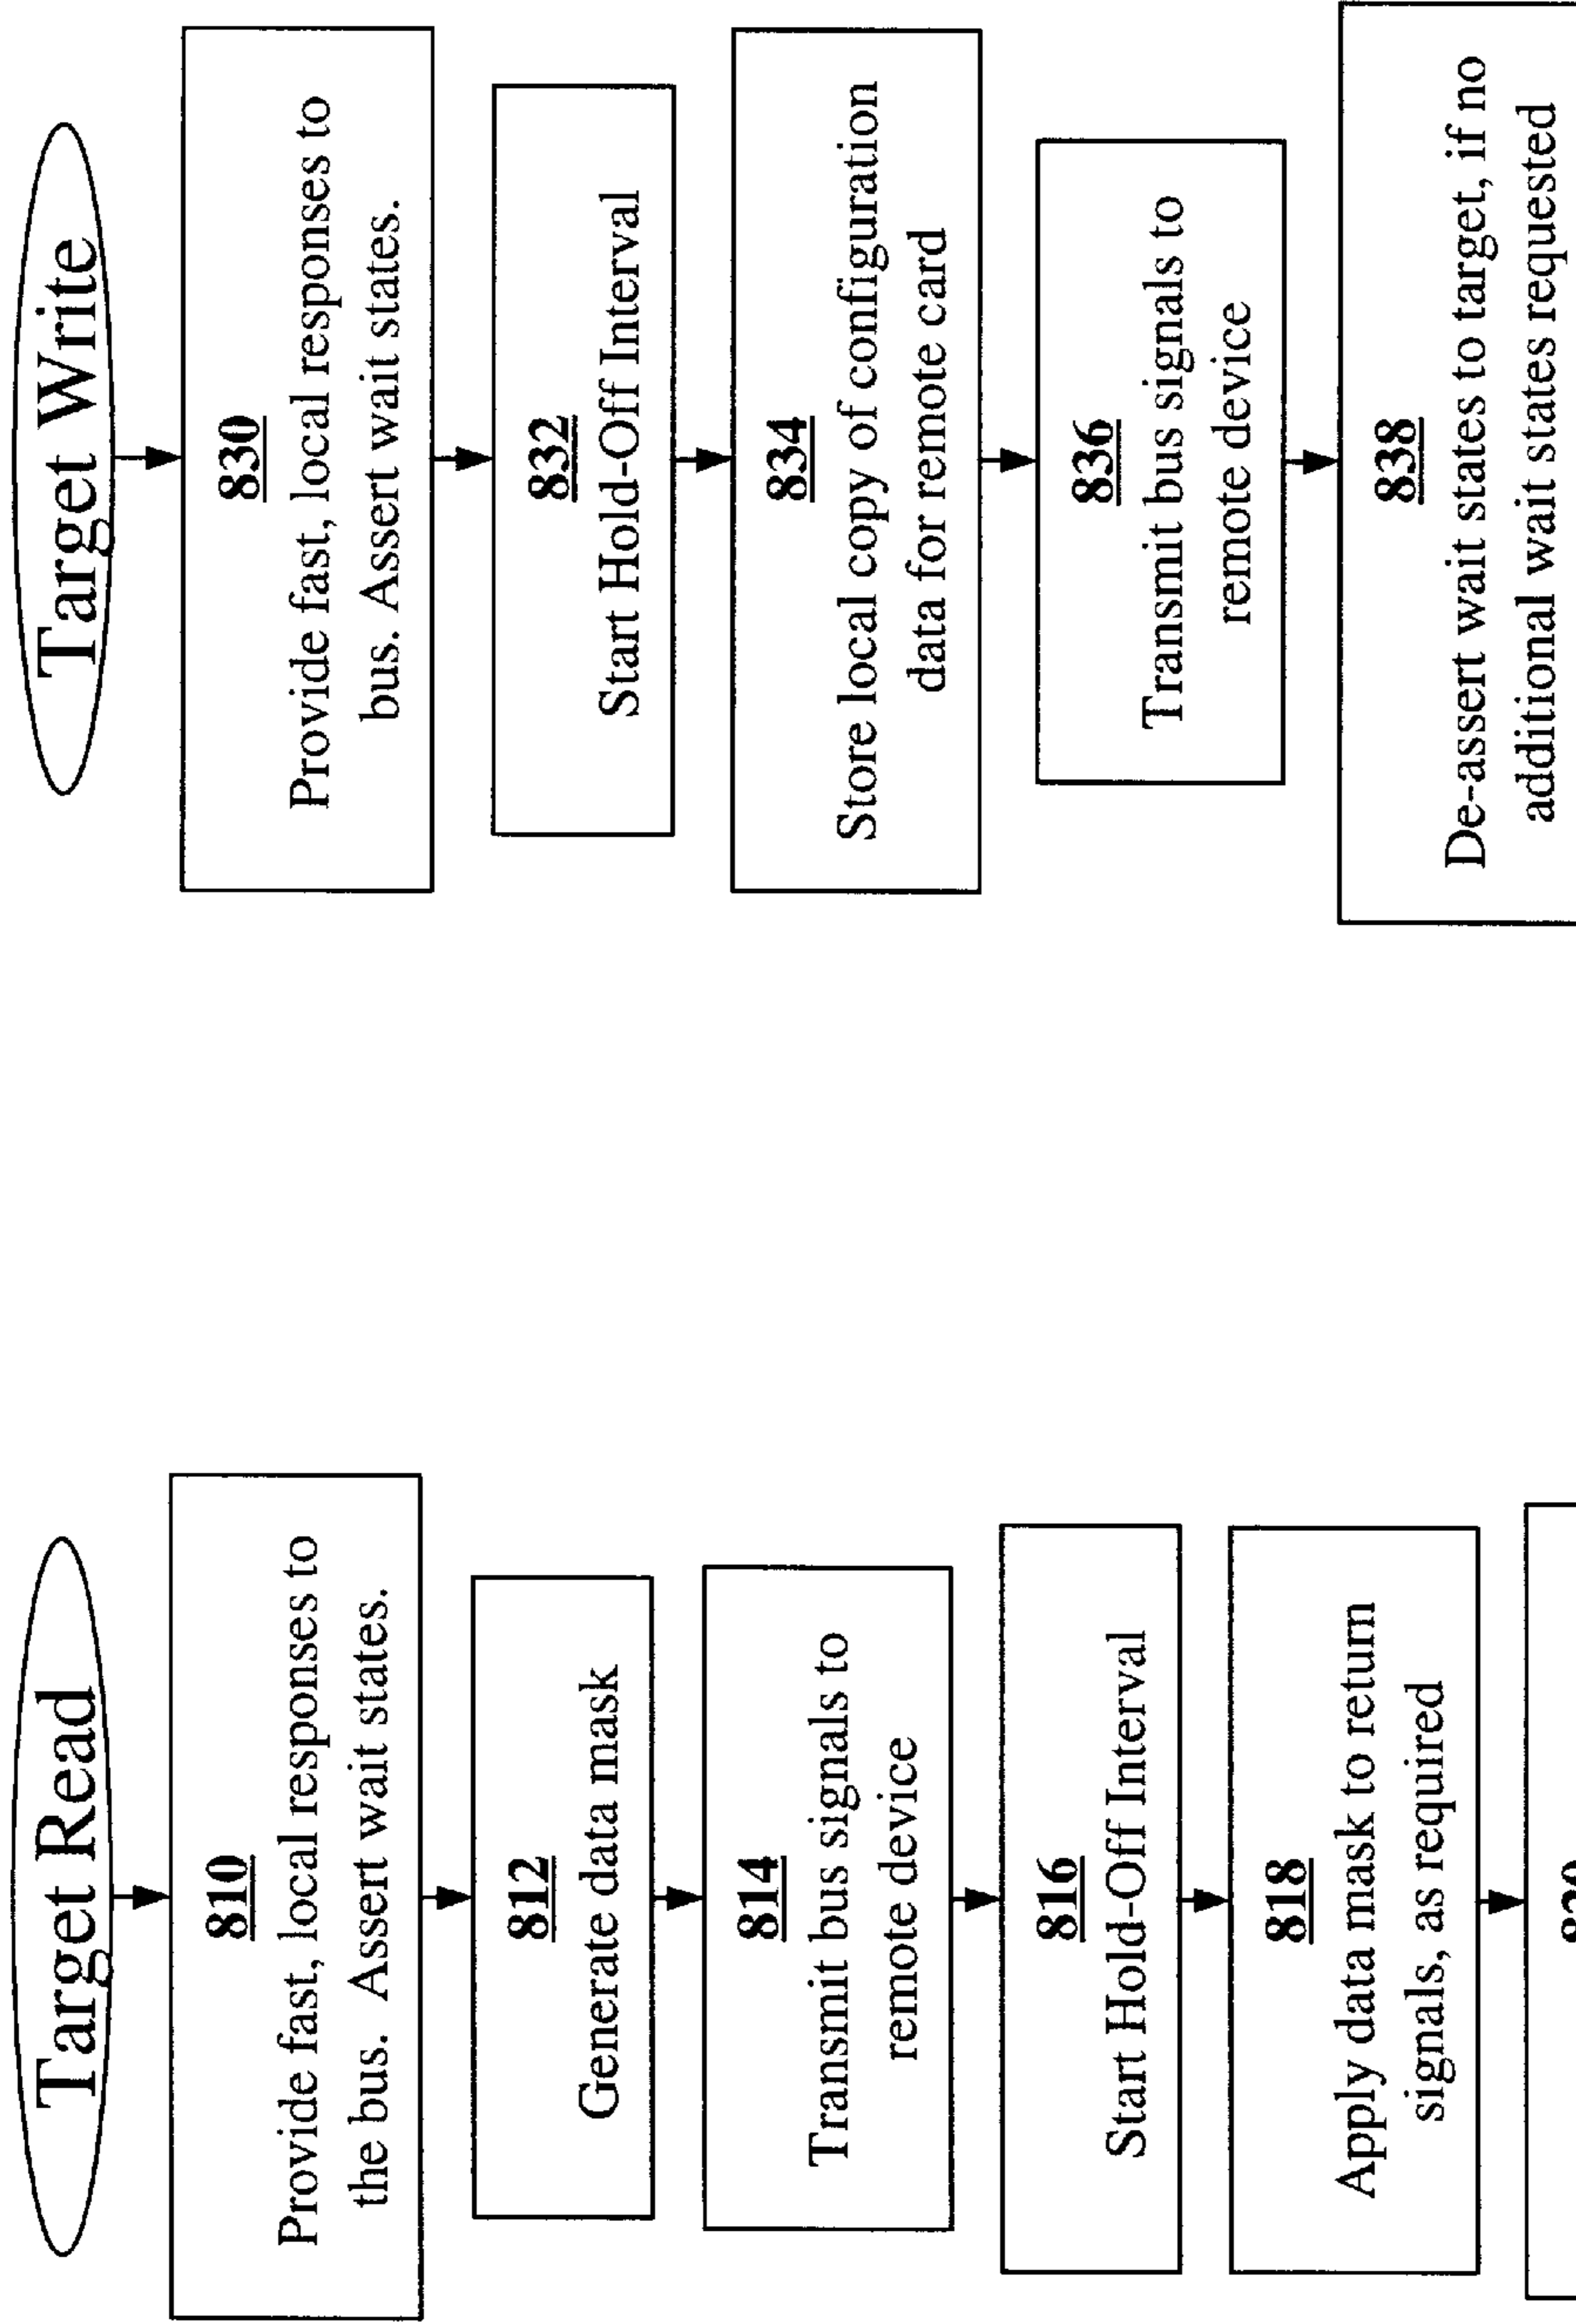 Target Read
810
Provide fast, local responses to
the bus. Assert wait states.
812
Generate data mask
814
Transmit bus signals to
remote device
816
Start Hold-Off Interval
818
Apply data mask to return
signals, as required
Target Write
830
Provide fast, local responses to
bus. Assert wait states.
832
Start Hold-Off Interval
834
Store local copy of configuration
data for remote card
836
Transmit bus signals to
remote device
838
De-assert wait states to target, if no
additional wait states requested